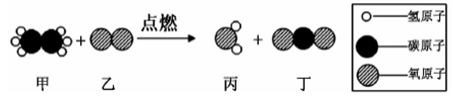 + 点燃 +
甲 乙 丙 丁
氢原子
碳原子
氧原子